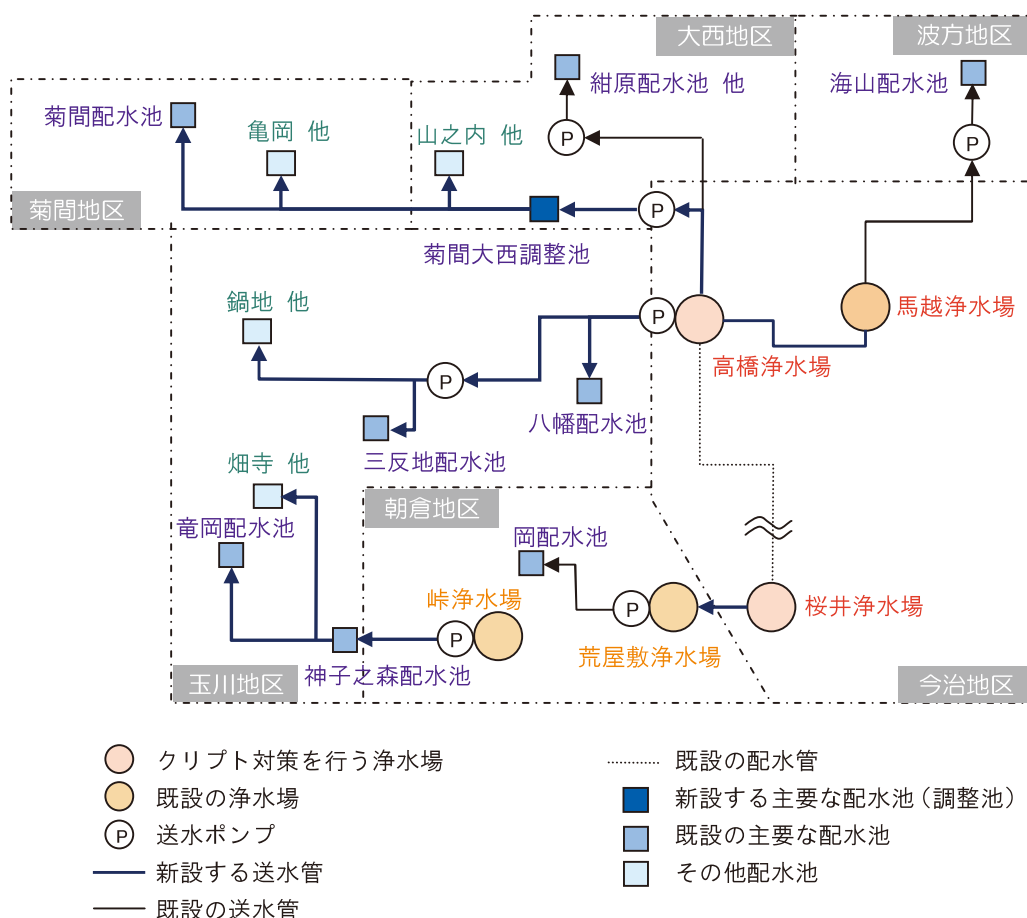 大西地区
波方地区
紺原配水池 他
海山配水池
菊間配水池
亀岡 他
山之内 他
P
P
菊間地区
P
菊間大西調整池
鍋地 他
P
馬越浄水場
高橋浄水場
P
八幡配水池
三反地配水池
畑寺 他
朝倉地区
竜岡配水池
岡配水池
峠浄水場
P
桜井浄水場
P
荒屋敷浄水場
神子之森配水池
玉川地区
今治地区
クリプト対策を行う浄水場
既設の浄水場
P
送水ポンプ
新設する送水管
既設の送水管
既設の配水管
新設する主要な配水池(調整池)
既設の主要な配水池
その他配水池